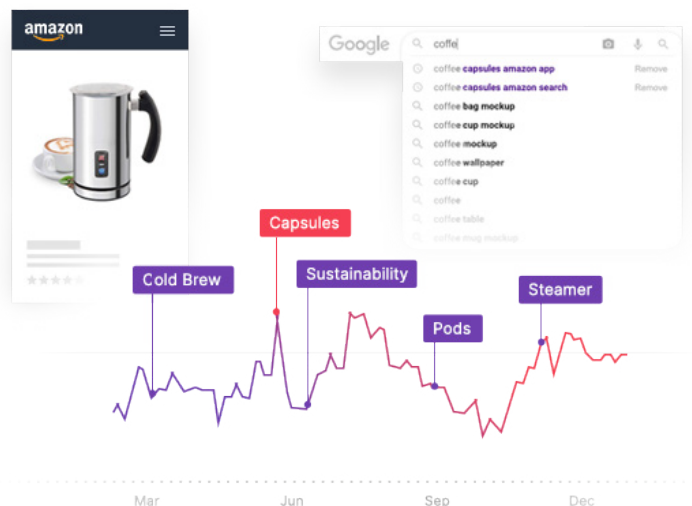 amazon
Google
coffe
coffee capsules amazon app Remove
coffee capsules amazon search Remove
coffee bag mockup
coffee cup mockup
coffee mockup
coffee wallpaper
coffee cup
coffee
coffee table
coffee mug mockup
Capsules
Cold Brew
Sustainability
Steamer
Pods
Mar Jun Sep Dec